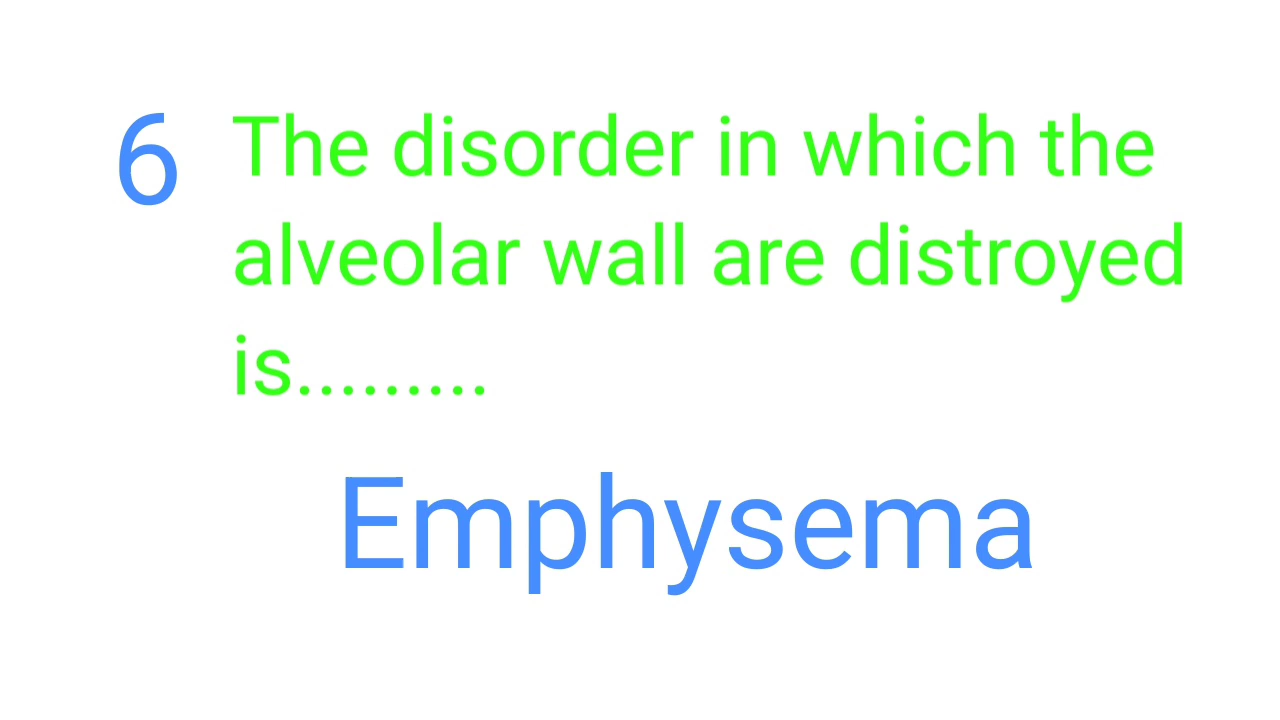 6 The disorder in which the
alveolar wall are distroyed
is.........
Emphysema